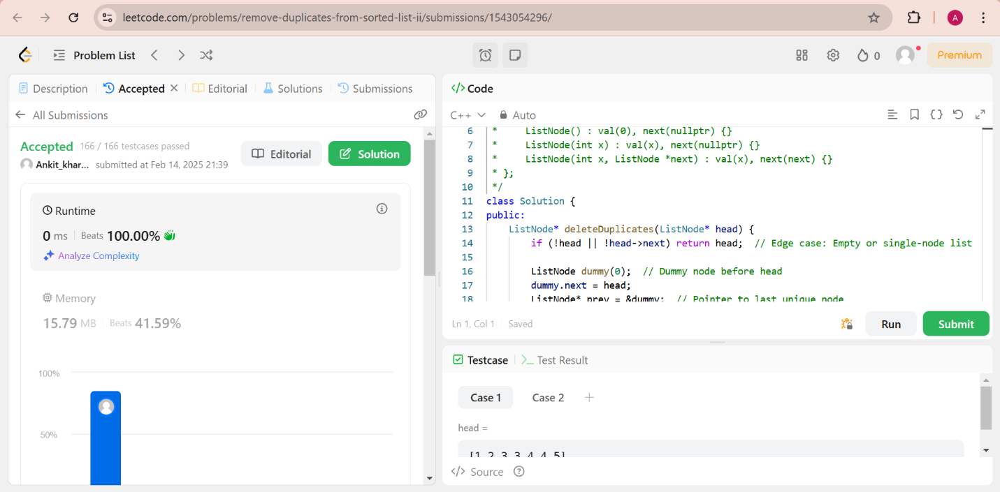 leetcode.com/problems/remove-duplicates-from-sorted-list-ii/submissions/1543054296/
A
Problem List
0
Premium
Description
Accepted
Editorial
Solutions
Submissions
All Submissions
Accepted 166 / 166 testcases passed
Ankit_khar... submitted at Feb 14, 2025 21:39
Editorial
Solution
Runtime
0 ms Beats 100.00%
Analyze Complexity
Memory
15.79 MB Beats 41.59%
100%
50%
</> Code
C++ Auto
6 * ListNode() : val(0), next(nullptr) {}
7 * ListNode(int x) : val(x), next(nullptr) {}
8 * ListNode(int x, ListNode *next) : val(x), next(next) {}
9 * };
10 */
11 class Solution {
12 public:
13 ListNode* deleteDuplicates(ListNode* head) {
14 if (!head || !head->next) return head; // Edge case: Empty or single-node list
15
16 ListNode dummy(0); // Dummy node before head
17 dummy.next = head;
18 ListNode* prev = &dummy; // Pointer to last unique node
Ln 1, Col 1 Saved
Run
Submit
Testcase
Test Result
Case 1
Case 2
head =
[1,2,3,3,4,4,5]
</> Source